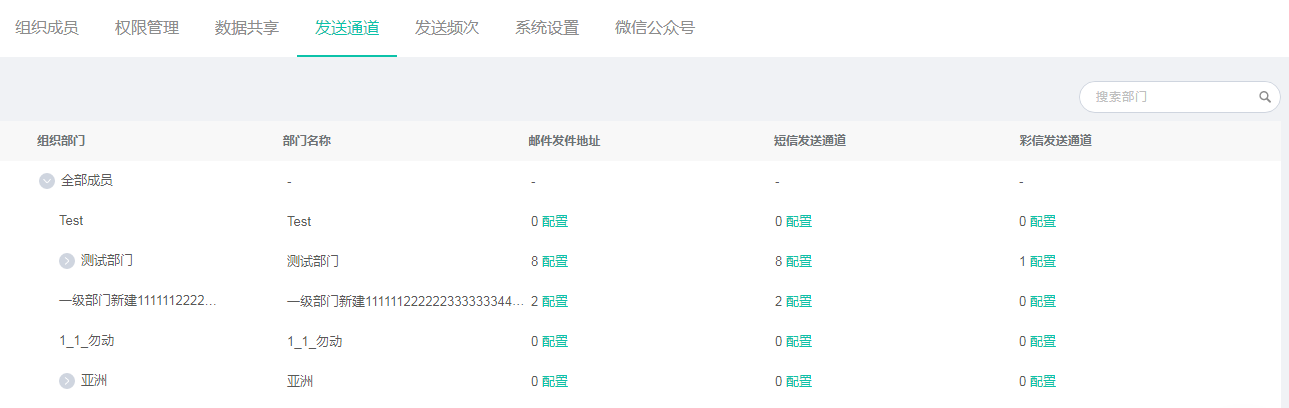 组织成员 权限管理 数据共享 发送通道 发送频次 系统设置 微信公众号
搜索部门
组织部门 部门名称 邮件发件地址 短信发送通道 彩信发送通道
全部成员 - - - -
Test Test 0 配置 0 配置 0 配置
测试部门 测试部门 8 配置 8 配置 1 配置
一级部门新建1111112222... 一级部门新建111111222222333333344... 2 配置 2 配置 0 配置
1_1_勿动 1_1_勿动 0 配置 0 配置 0 配置
亚洲 亚洲 0 配置 0 配置 0 配置